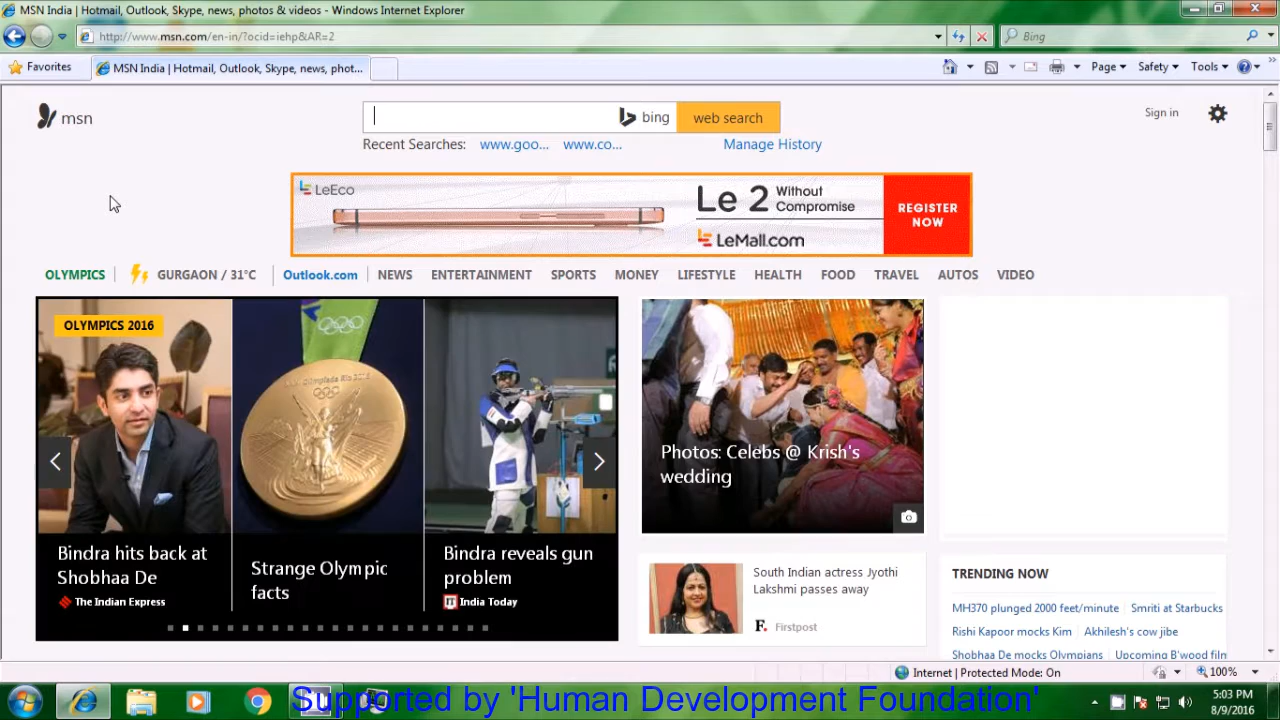 MSN India | Hotmail, Outlook, Skype, news, photos & videos - Windows Internet Explorer
http://www.msn.com/en-in/?ocid=iehp&AR=2
Bing
Favorites
MSN India | Hotmail, Outlook, Skype, news, phot...
Page
Safety
Tools
msn
bing
web search
Sign in
Recent Searches: www.goo... www.co... Manage History
LeEco
Le 2 Without Compromise
LeMall.com
REGISTER NOW
OLYMPICS
GURGAON / 31°C
Outlook.com
NEWS
ENTERTAINMENT
SPORTS
MONEY
LIFESTYLE
HEALTH
FOOD
TRAVEL
AUTOS
VIDEO
OLYMPICS 2016
Bindra hits back at
Shobhaa De
The Indian Express
Strange Olympic
facts
Bindra reveals gun
problem
India Today
Photos: Celebs @ Krish's
wedding
South Indian actress Jyothi
Lakshmi passes away
F. Firstpost
TRENDING NOW
MH370 plunged 2000 feet/minute Smriti at Starbucks
Rishi Kapoor mocks Kim Akhilesh's cow jibe
Shobhaa De mocks Olympians Upcoming B'wood film
Internet | Protected Mode: On
100%
Supported by 'Human Development Foundation'
5:03 PM
8/9/2016